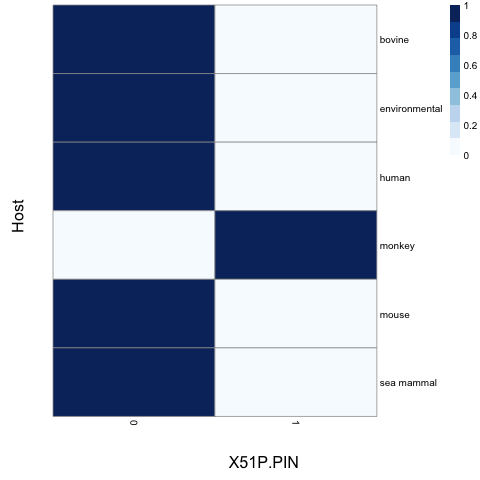 1
0.8
0.6
0.4
0.2
0
bovine
environmental
human
monkey
mouse
sea mammal
Host
0
1
X51P.PIN